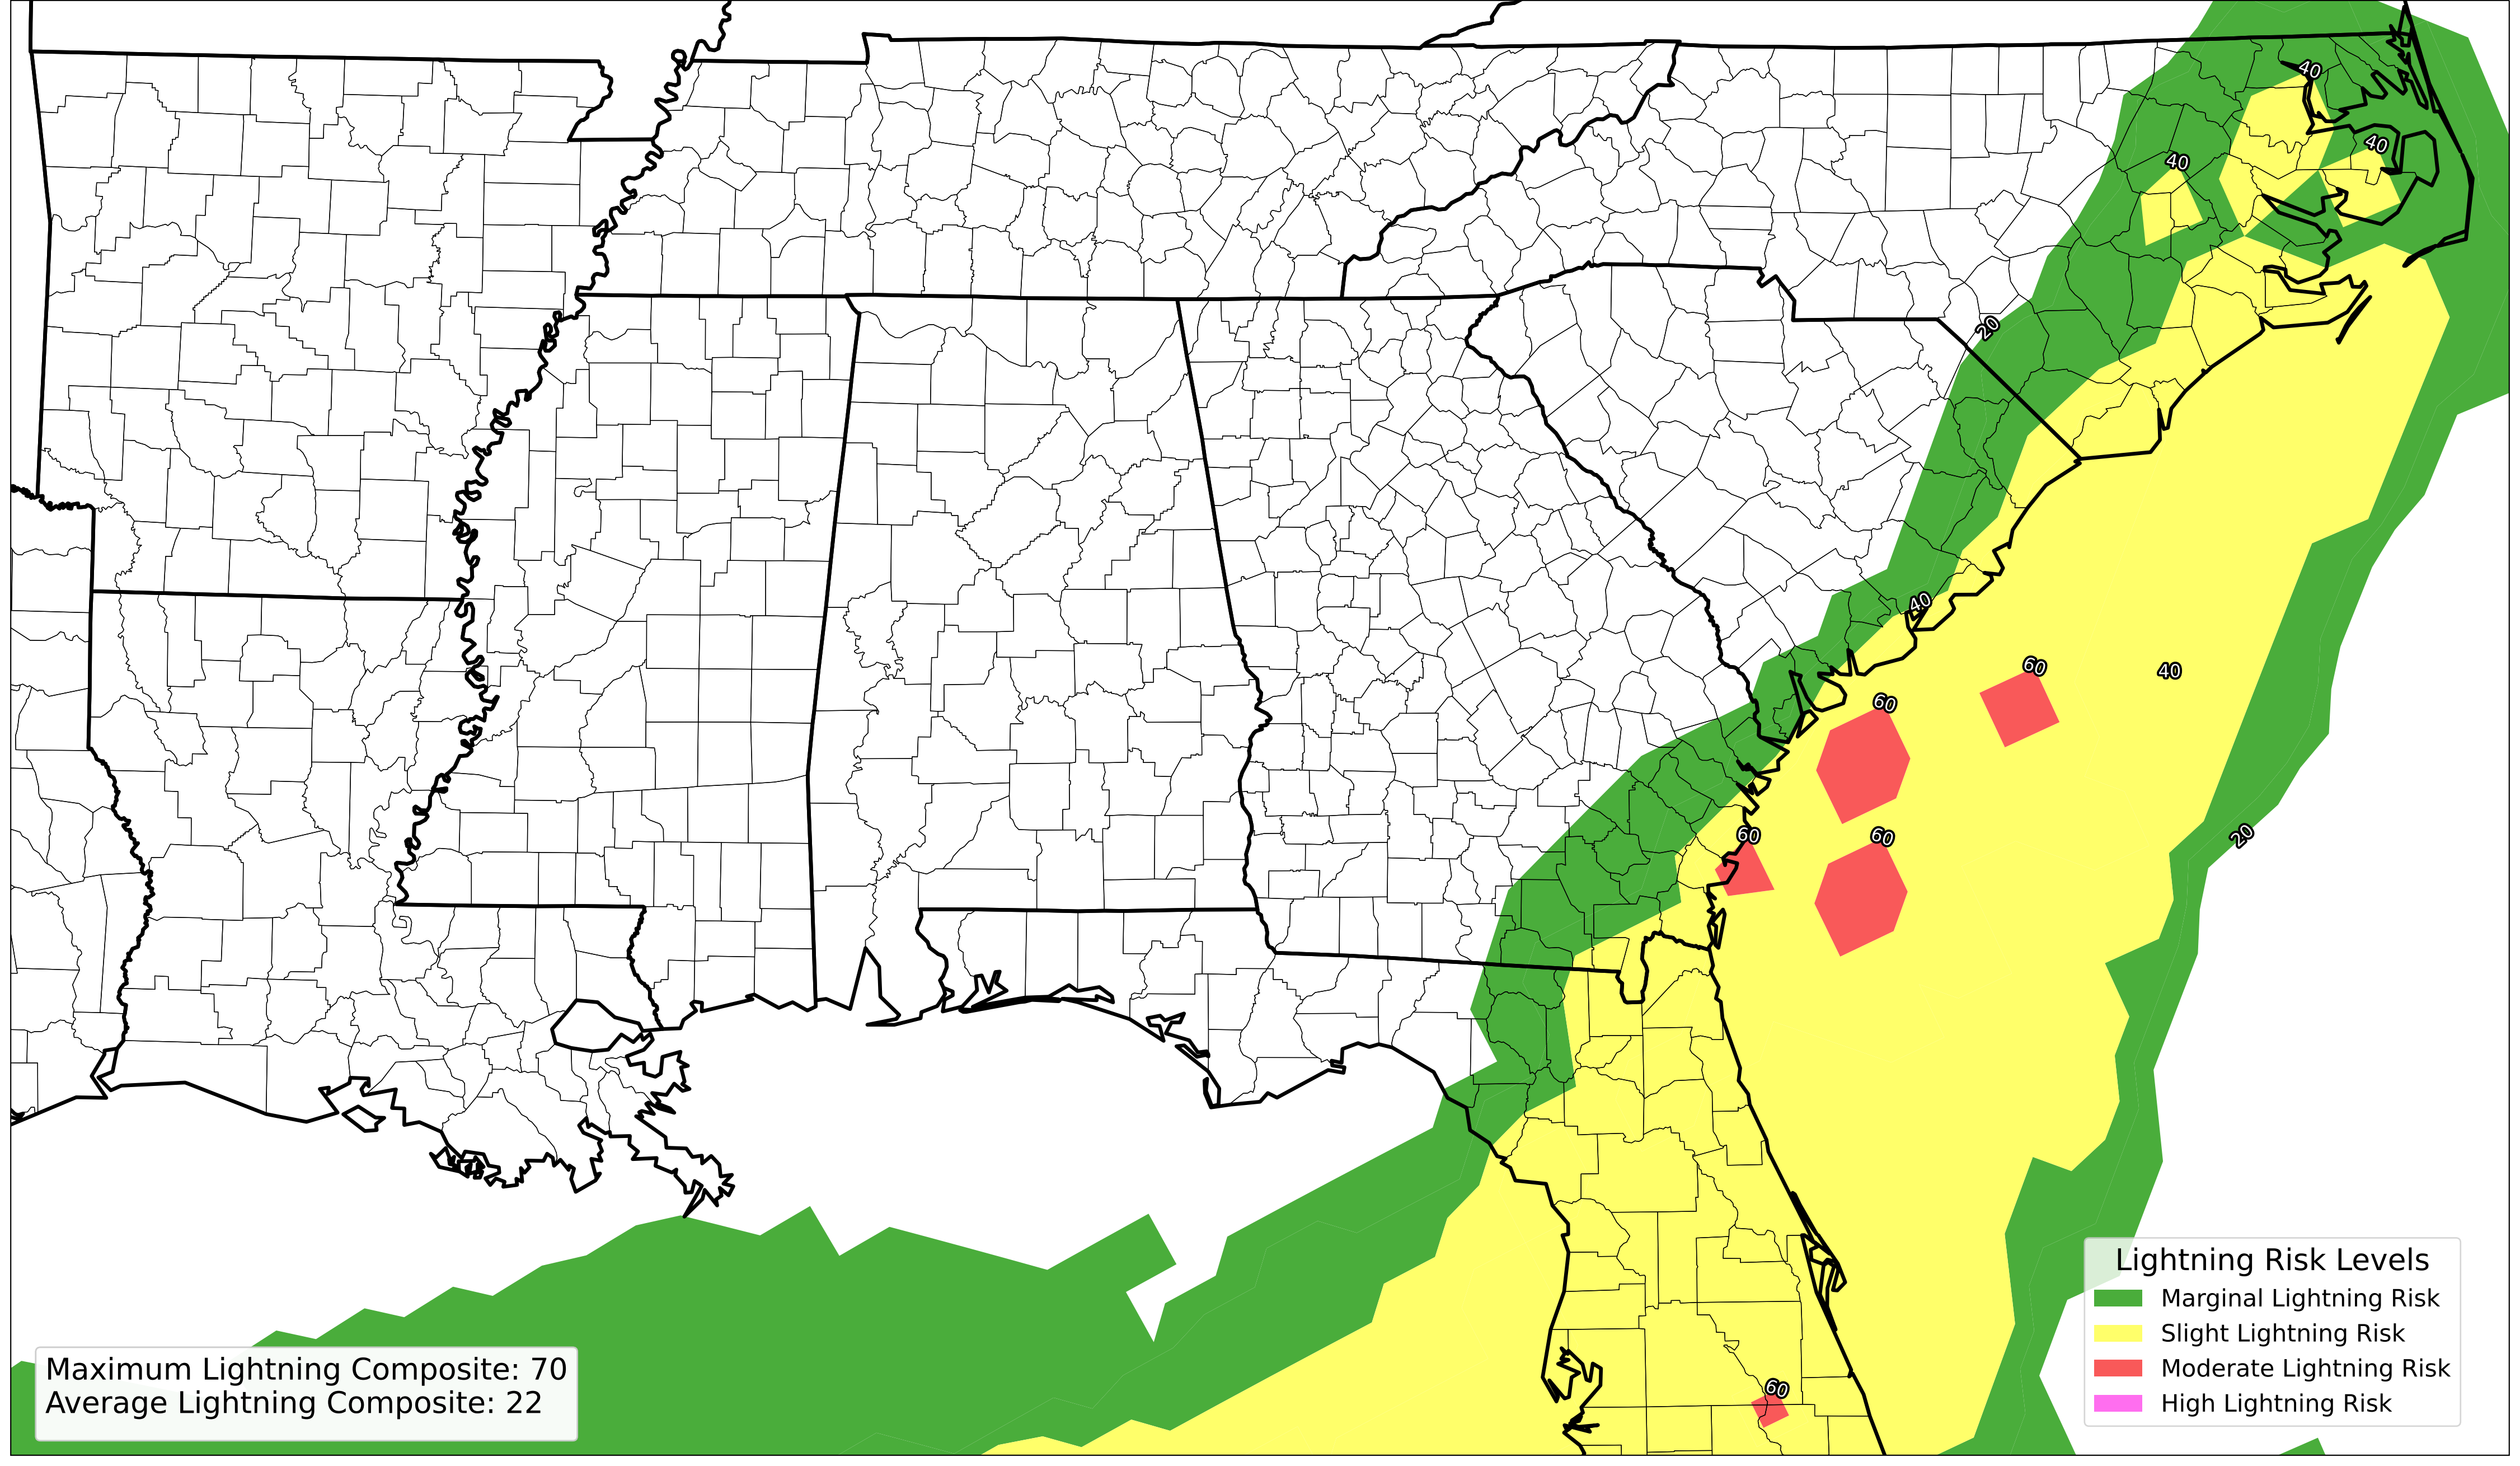 40
40
40
20
40
60
40
60
60
60
20
60
Maximum Lightning Composite: 70
Average Lightning Composite: 22
Lightning Risk Levels
Marginal Lightning Risk
Slight Lightning Risk
Moderate Lightning Risk
High Lightning Risk